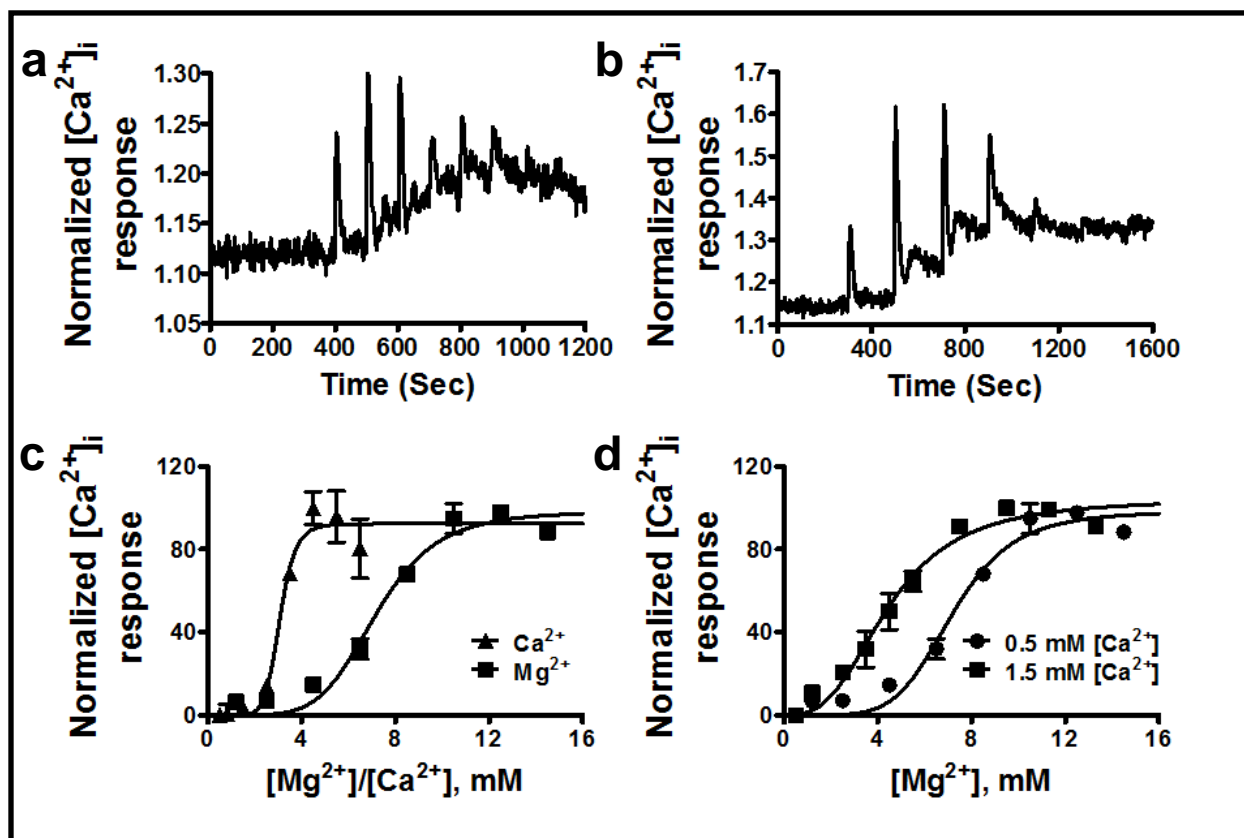 a
Normalized [Ca²⁺]i
response
1.30
1.25
1.20
1.15
1.10
1.05
0 200 400 600 800 1000 1200
Time (Sec)
b
Normalized [Ca²⁺]i
response
1.7
1.6
1.5
1.4
1.3
1.2
1.1
0 400 800 1200 1600
Time (Sec)
c
Normalized [Ca²⁺]i
response
120
80
40
0
Ca²⁺
Mg²⁺
0 4 8 12 16
[Mg²⁺]/[Ca²⁺], mM
d
Normalized [Ca²⁺]i
response
120
80
40
0
0.5 mM [Ca²⁺]
1.5 mM [Ca²⁺]
0 4 8 12 16
[Mg²⁺], mM